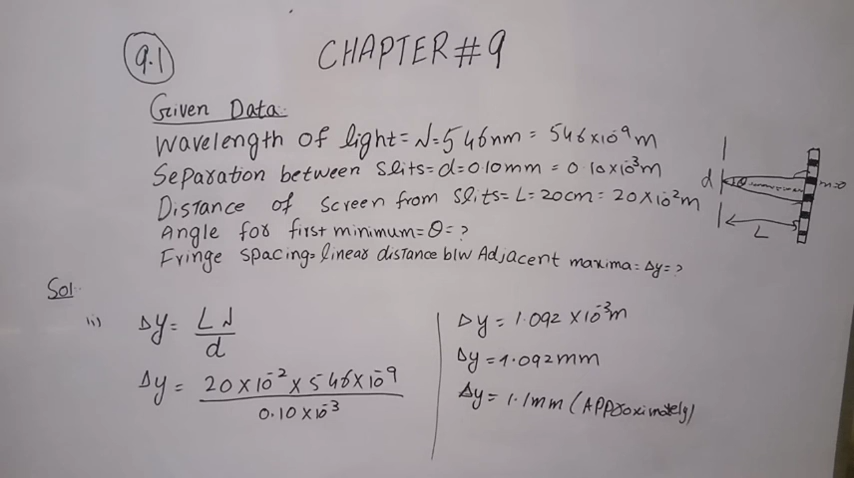 9.1
CHAPTER#9
Given Data:
Wavelength of light = λ = 546nm = 546×10⁻⁹m
Separation between Slits = d = 0.10mm = 0.10×10⁻³m
Distance of Screen from Slits = L = 20cm = 20×10⁻²m
Angle for first minimum = θ = ?
Fringe Spacing = linear distance b/w Adjacent maxima = Δy = ?
d θ m=0
L
Sol:
ii) Δy = Lλ/d
Δy = 20×10⁻²×546×10⁻⁹/0.10×10⁻³
Δy = 1.092×10⁻³m
Δy = 1.092mm
Δy = 1.1mm (Approximately)